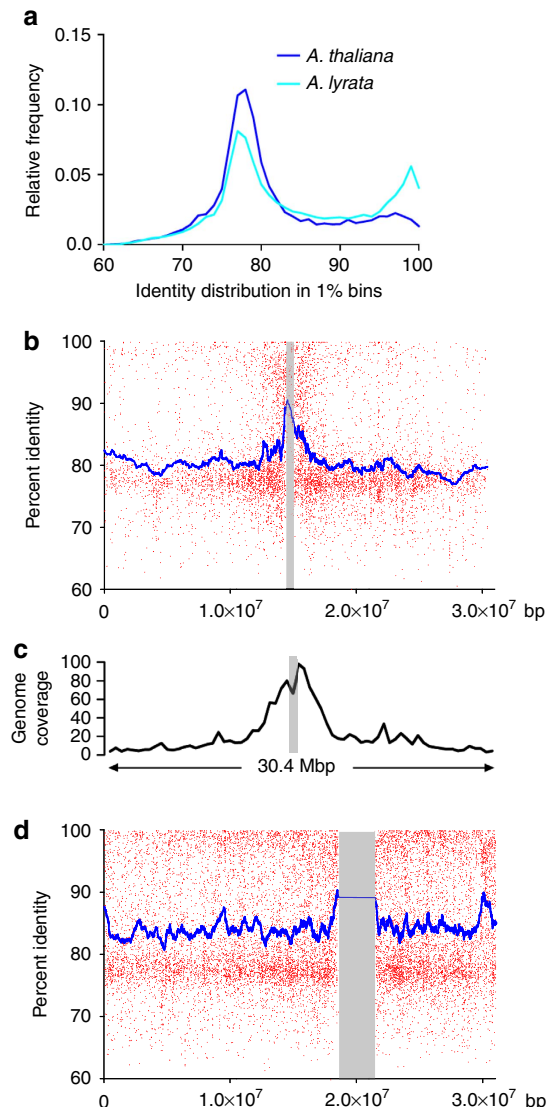 a
0.15
0.10
0.05
0.0
Relative frequency
A. thaliana
A. lyrata
60 70 80 90 100
Identity distribution in 1% bins
b
100
90
80
70
60
Percent identity
0 1.0×10⁷ 2.0×10⁷ 3.0×10⁷ bp
c
100
80
60
40
20
0
Genome
coverage
30.4 Mbp
d
100
90
80
70
60
Percent identity
0 1.0×10⁷ 2.0×10⁷ 3.0×10⁷ bp